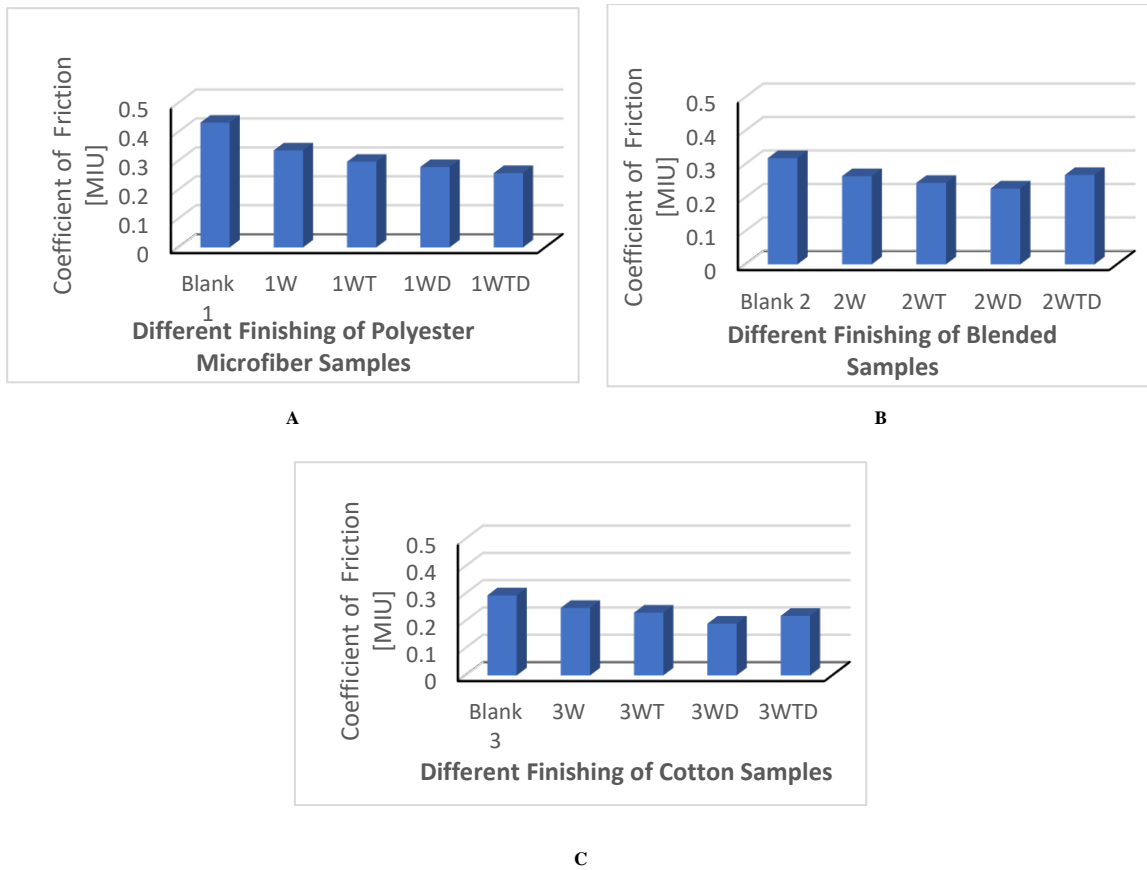 Coefficient of Friction
[MIU]
0.5
0.4
0.3
0.2
0.1
0
Blank
1
1W
1WT
1WD
1WTD
Different Finishing of Polyester
Microfiber Samples
A
Coefficient of Friction
[MIU]
0.5
0.4
0.3
0.2
0.1
0
Blank 2
2W
2WT
2WD
2WTD
Different Finishing of Blended
Samples
B
Coefficient of Friction
[MIU]
0.5
0.4
0.3
0.2
0.1
0
Blank
3
3W
3WT
3WD
3WTD
Different Finishing of Cotton Samples
C